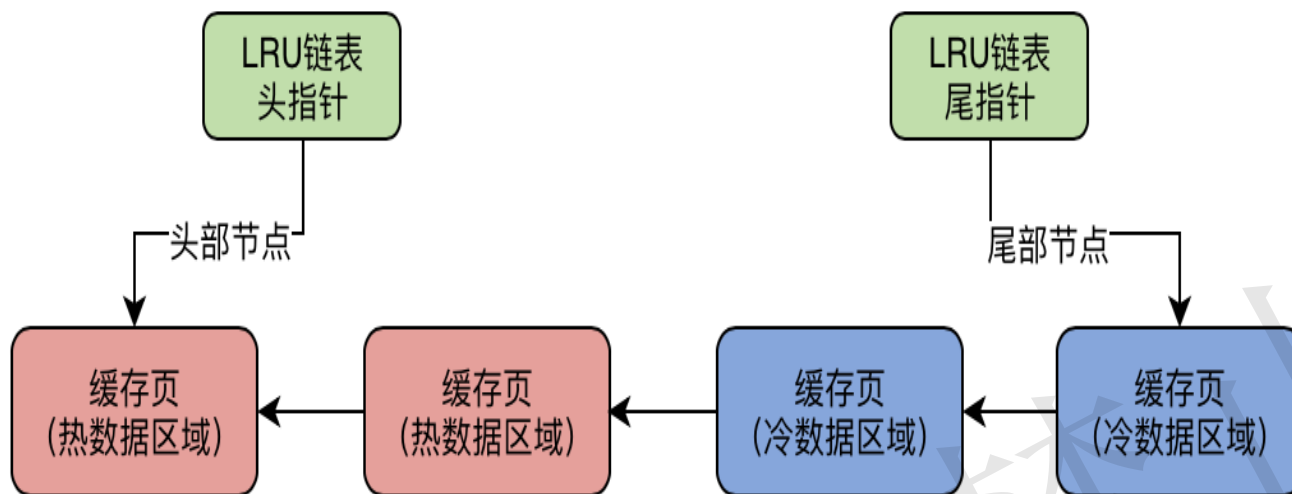 LRU链表
头指针
LRU链表
尾指针
头部节点
尾部节点
缓存页
(热数据区域)
缓存页
(热数据区域)
缓存页
(冷数据区域)
缓存页
(冷数据区域)